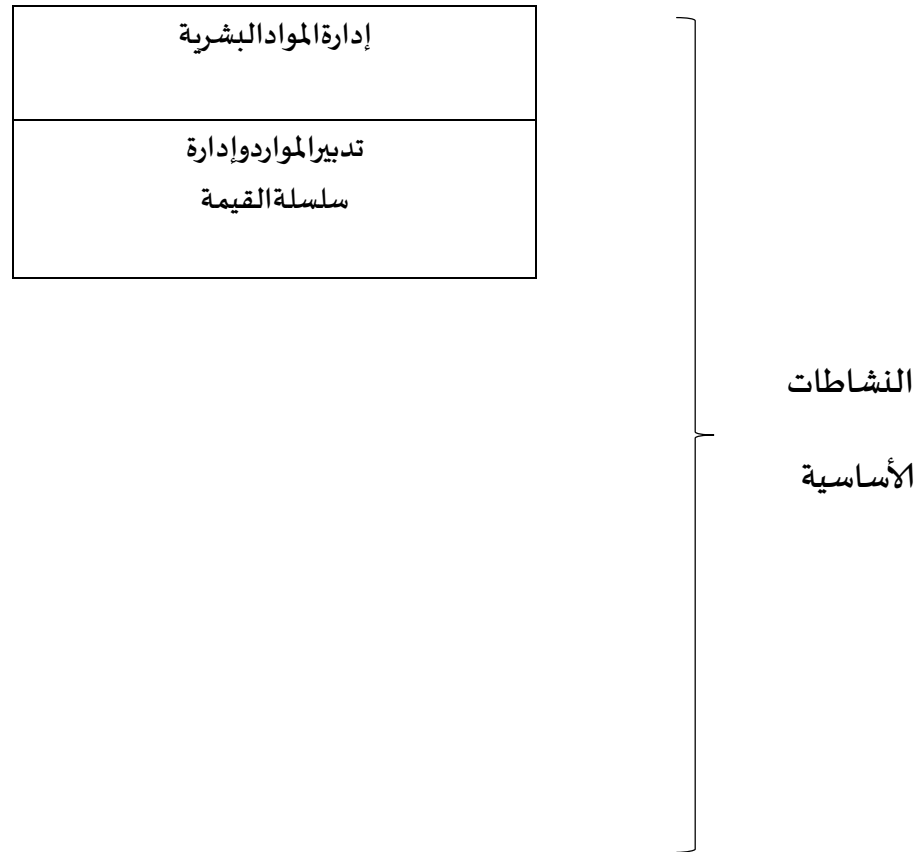 إدارةالموادالبشرية
تدبيرالمواردوإدارة
سلسلةالقيمة
النشاطات
الأساسية